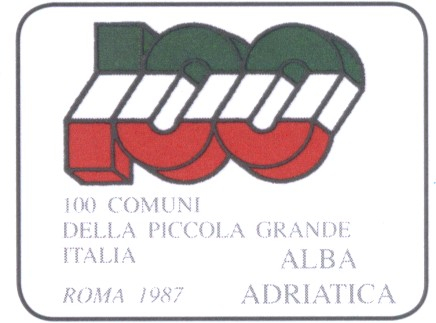 100
100 COMUNI
DELLA PICCOLA GRANDE
ITALIA
ALBA
ROMA 1987
ADRIATICA